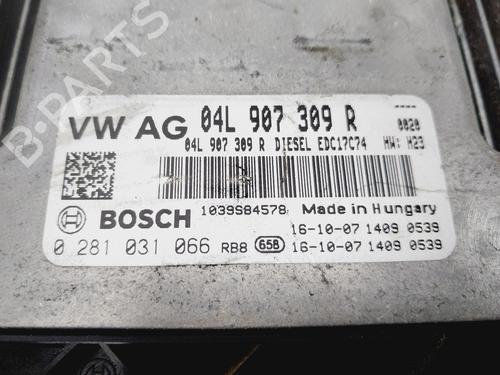 VW AG 04L 907 309 R 0020
04L 907 309 R DIESEL EDC17C74 HW: H23
BOSCH 1039S84578 Made in Hungary
16-10-07 1409 0539
0 281 031 066 RB8 658 16-10-07 1409 0539
B-PARTS
BOSCH